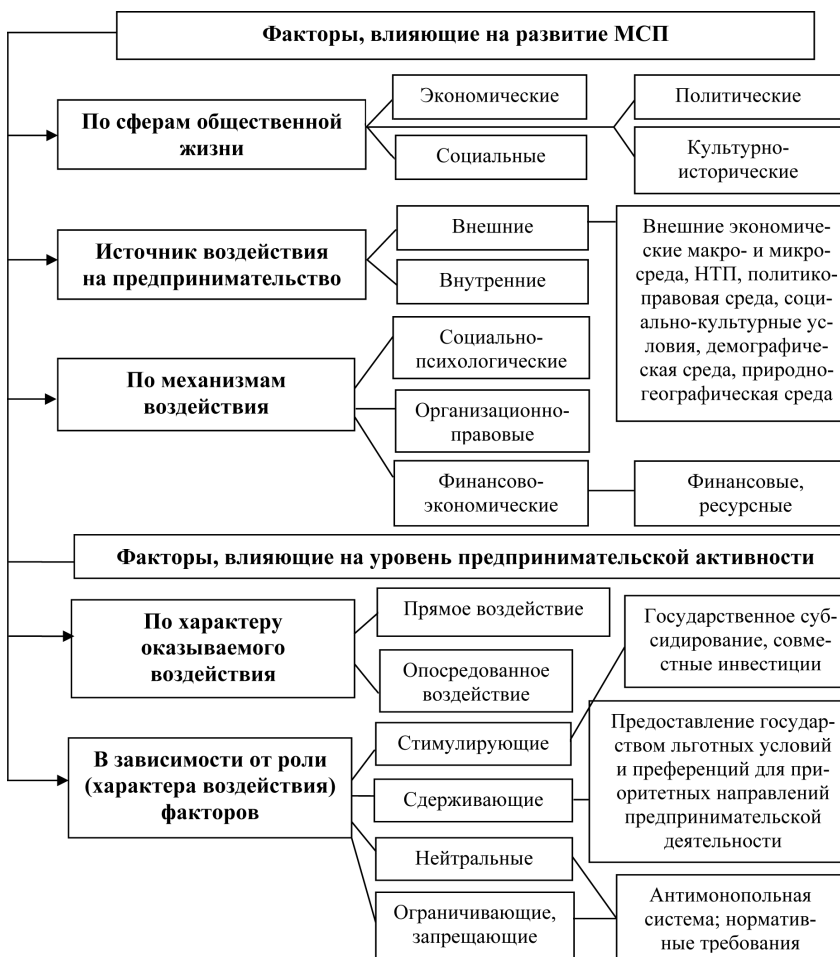 Факторы, влияющие на развитие МСП
По сферам общественной
жизни
Экономические
Социальные
Политические
Культурно-
исторические
Источник воздействия
на предпринимательство
Внешние
Внутренние
Внешние экономиче-
ские макро- и микро-
среда, НТП, политико-
правовая среда, соци-
ально-культурные ус-
ловия, демографиче-
ская среда, природно-
географическая среда
По механизмам
воздействия
Социально-
психологические
Организационно-
правовые
Финансово-
экономические
Финансовые,
ресурсные
Факторы, влияющие на уровень предпринимательской активности
По характеру
оказываемого
воздействия
Прямое воздействие
Опосредованное
воздействие
В зависимости от роли
(характера воздействия)
факторов
Стимулирующие
Сдерживающие
Нейтральные
Ограничивающие,
запрещающие
Государственное суб-
сидирование, совме-
стные инвестиции
Предоставление государ-
ством льготных условий
и преференций для при-
оритетных направлений
предпринимательской
деятельности
Антимонопольная
система; норматив-
ные требования